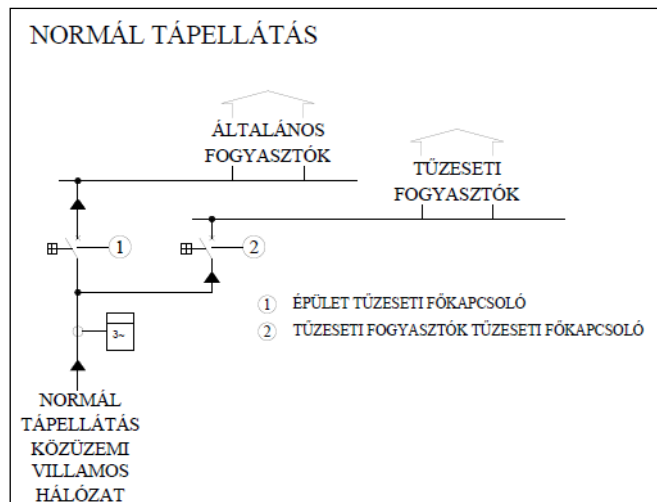 NORMÁL TÁPELLÁTÁS
ÁLTALÁNOS
FOGYASZTÓK
TŰZESETI
FOGYASZTÓK
1
2
1 ÉPÜLET TŰZESETI FŐKAPCSOLÓ
2 TŰZESETI FOGYASZTÓK TŰZESETI FŐKAPCSOLÓ
3~
NORMÁL
TÁPELLÁTÁS
KÖZÜZEMI
VILLAMOS
HÁLÓZAT